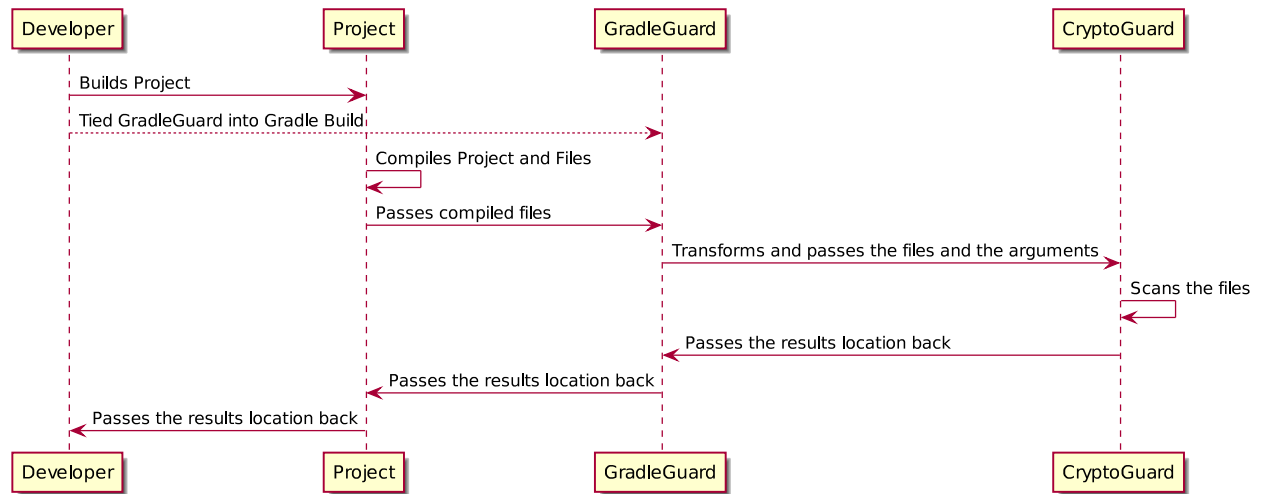 Developer
Project
GradleGuard
CryptoGuard
Builds Project
Tied GradleGuard into Gradle Build
Compiles Project and Files
Passes compiled files
Transforms and passes the files and the arguments
Scans the files
Passes the results location back
Passes the results location back
Passes the results location back
Developer
Project
GradleGuard
CryptoGuard